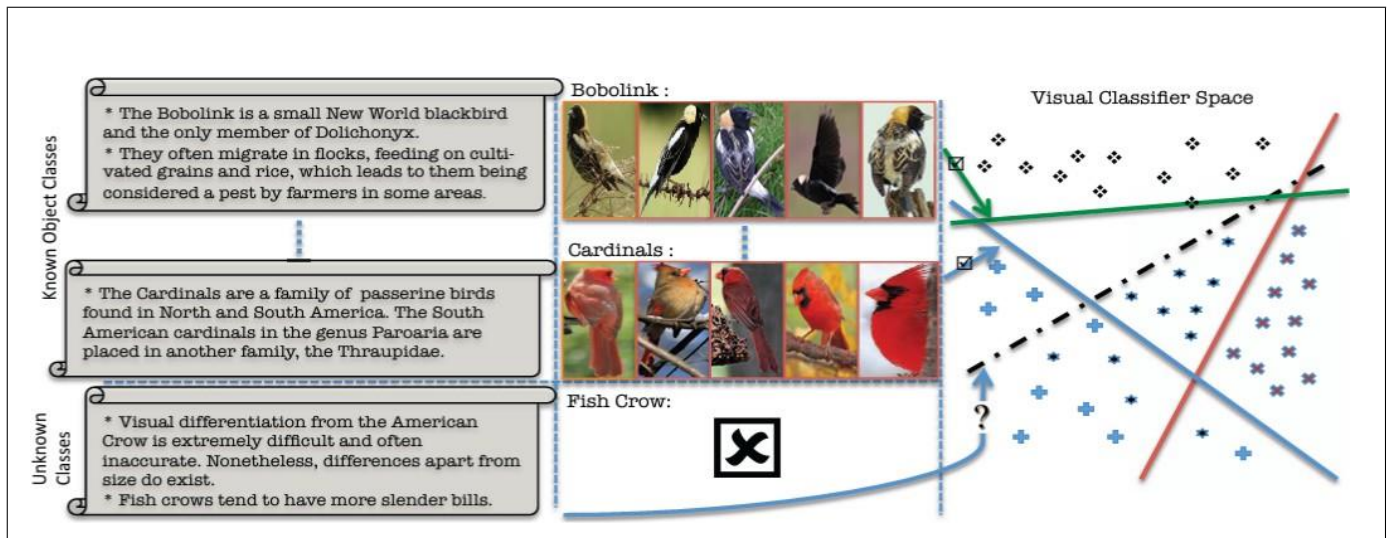 Known Object Classes
* The Bobolink is a small New World blackbird
and the only member of Dolichonyx.
* They often migrate in flocks, feeding on culti-
vated grains and rice, which leads to them being
considered a pest by farmers in some areas.
* The Cardinals are a family of passerine birds
found in North and South America. The South
American cardinals in the genus Paroaria are
placed in another family, the Thraupidae.
Unknown
Classes
* Visual differentiation from the American
Crow is extremely difficult and often
inaccurate. Nonetheless, differences apart from
size do exist.
* Fish crows tend to have more slender bills.
Bobolink :
Cardinals :
Fish Crow:
Visual Classifier Space
?